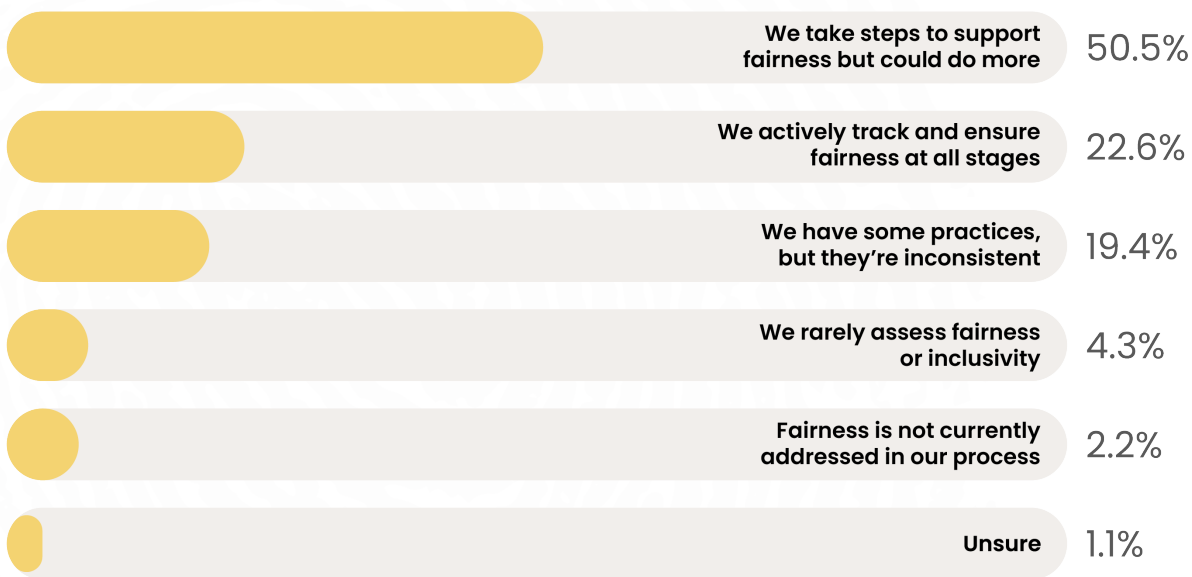 We take steps to support
fairness but could do more
50.5%
We actively track and ensure
fairness at all stages
22.6%
We have some practices,
but they’re inconsistent
19.4%
We rarely assess fairness
or inclusivity
4.3%
Fairness is not currently
addressed in our process
2.2%
Unsure
1.1%